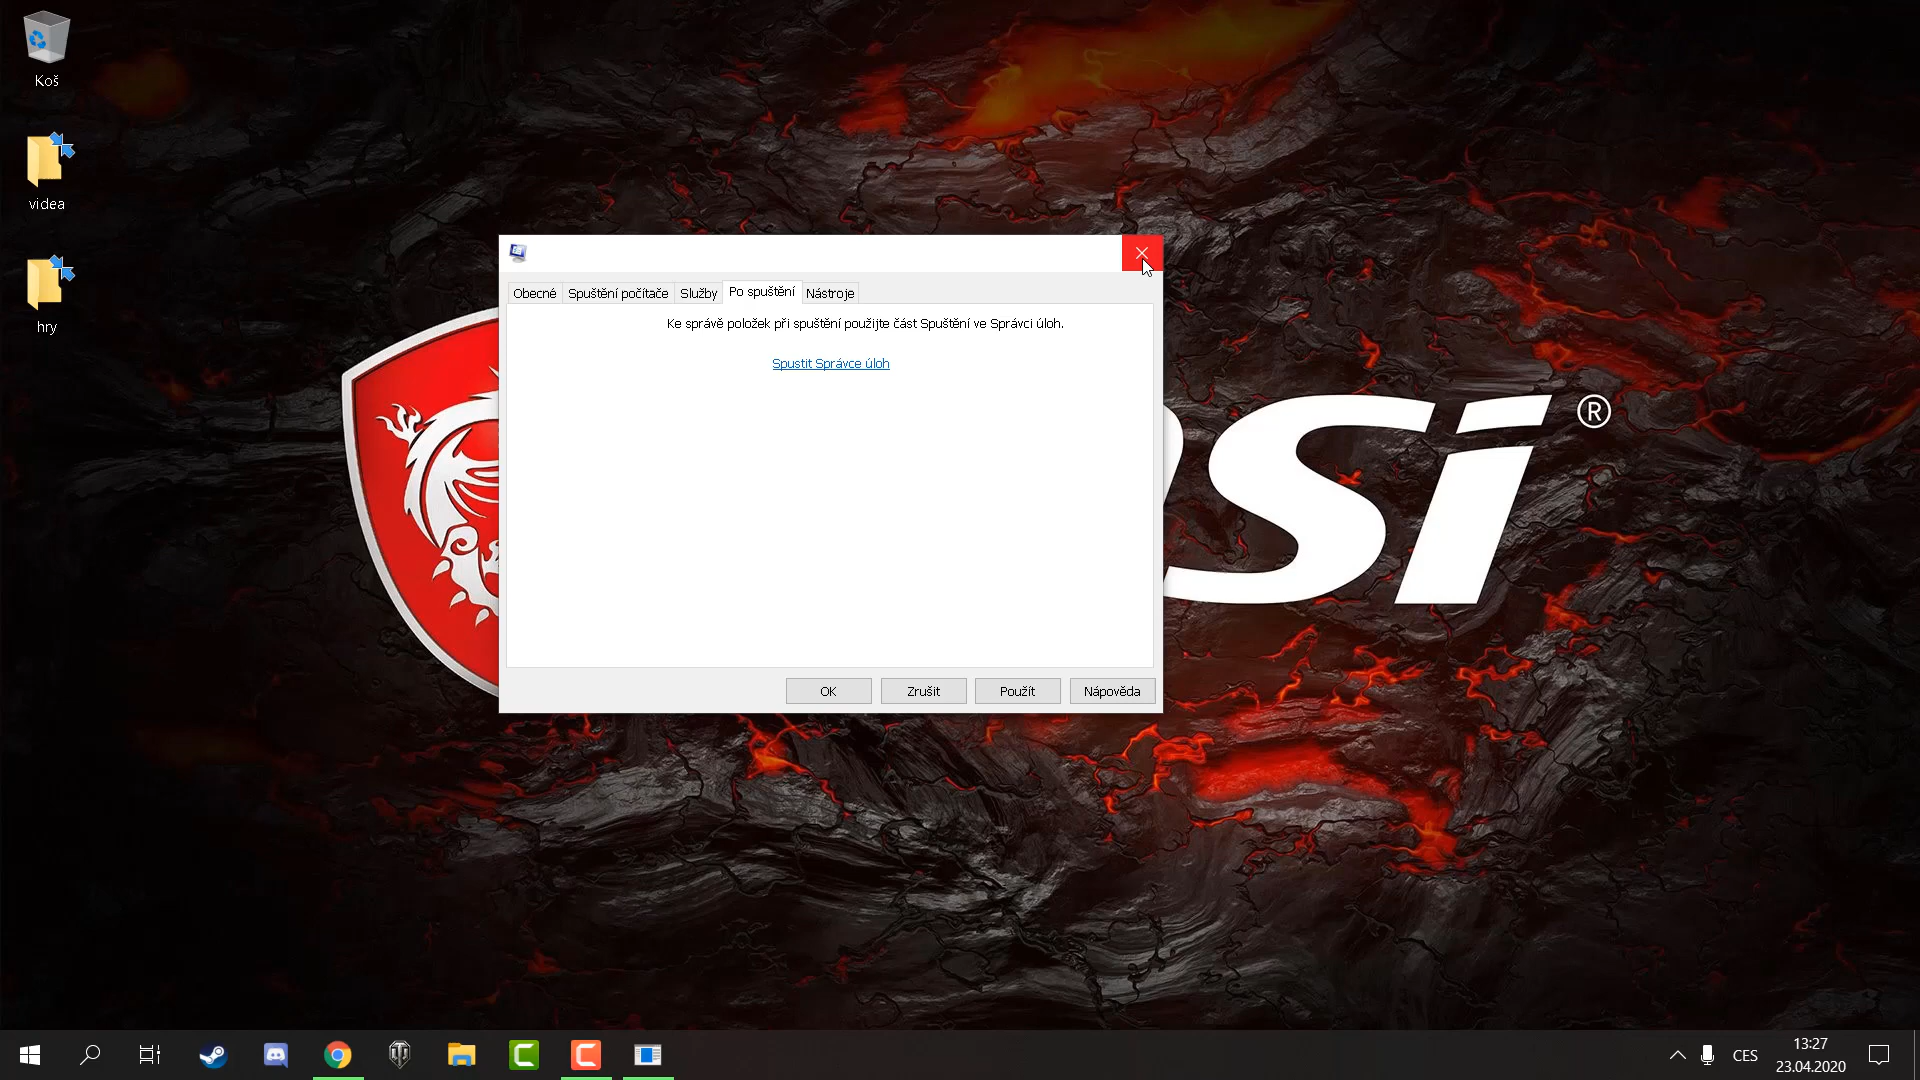 Koš
videa
hry
Obecné
Spuštění počítače
Služby
Po spuštění
Nástroje
Ke správě položek při spuštění použijte část Spuštění ve Správci úloh.
Spustit Správce úloh
OK
Zrušit
Použít
Nápověda
®
CES
13:27
23.04.2020